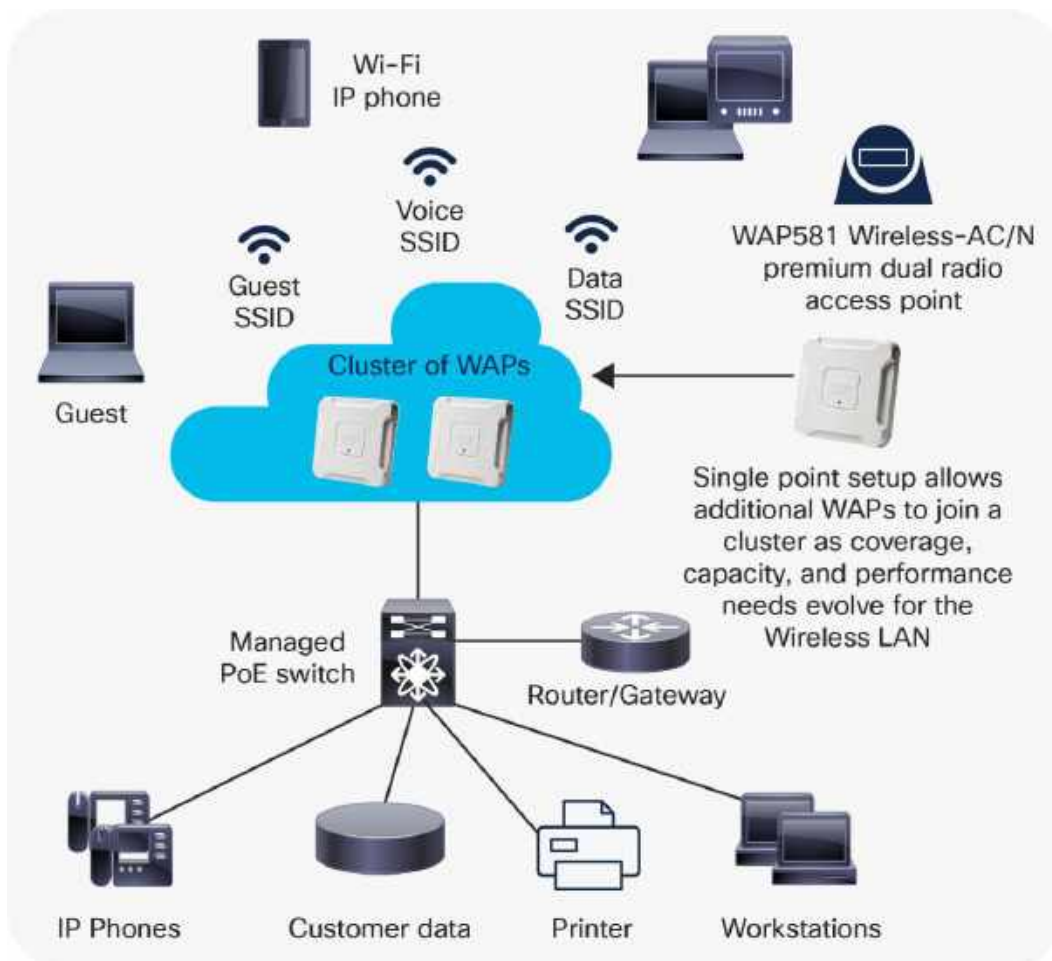 Wi-Fi
IP phone
Voice
SSID
Guest
SSID
Data
SSID
WAP581 Wireless-AC/N
premium dual radio
access point
Guest
Cluster of WAPs
Single point setup allows
additional WAPs to join a
cluster as coverage,
capacity, and performance
needs evolve for the
Wireless LAN
Managed
PoE switch
Router/Gateway
IP Phones
Customer data
Printer
Workstations